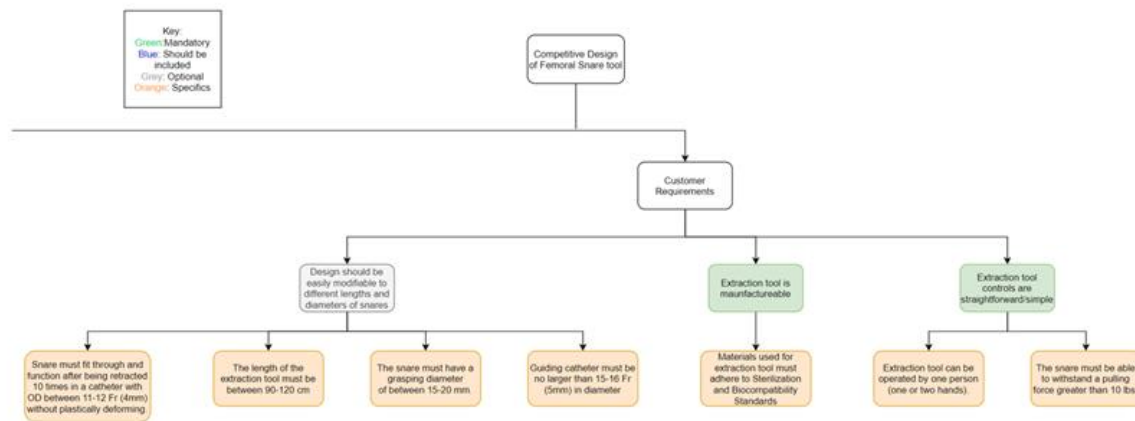 Key:
Green:Mandatory
Blue: Should be
included
Grey: Optional
Orange: Specifics
Competitive Design
of Femoral Snare tool
Customer
Requirements
Design should be
easily modifiable to
different lengths and
diameters of snares
Extraction tool is
maunfactureable
Extraction tool
controls are
straightforward/simple
Snare must fit through and
function after being retracted
10 times in a catheter with
OD between 11-12 Fr (4mm)
without plastically deforming.
The length of the
extraction tool must be
between 90-120 cm
The snare must have a
grasping diameter
of between 15-20 mm.
Guiding catheter must be
no larger than 15-16 Fr
(5mm) in diameter
Materials used for
extraction tool must
adhere to Sterilization
and Biocompatibility
Standards
Extraction tool can be
operated by one person
(one or two hands).
The snare must be able
to withstand a pulling
force greater than 10 lbs.